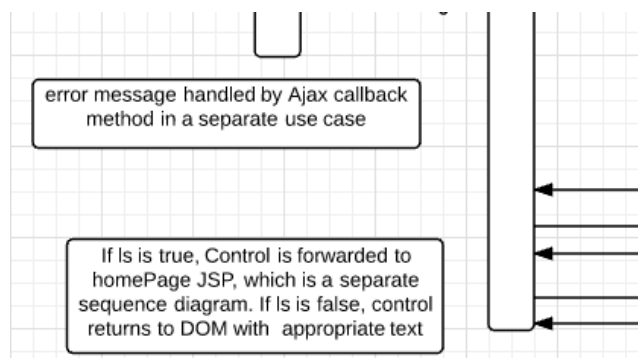 error message handled by Ajax callback
method in a separate use case
If ls is true, Control is forwarded to
homePage JSP, which is a separate
sequence diagram. If ls is false, control
returns to DOM with appropriate text